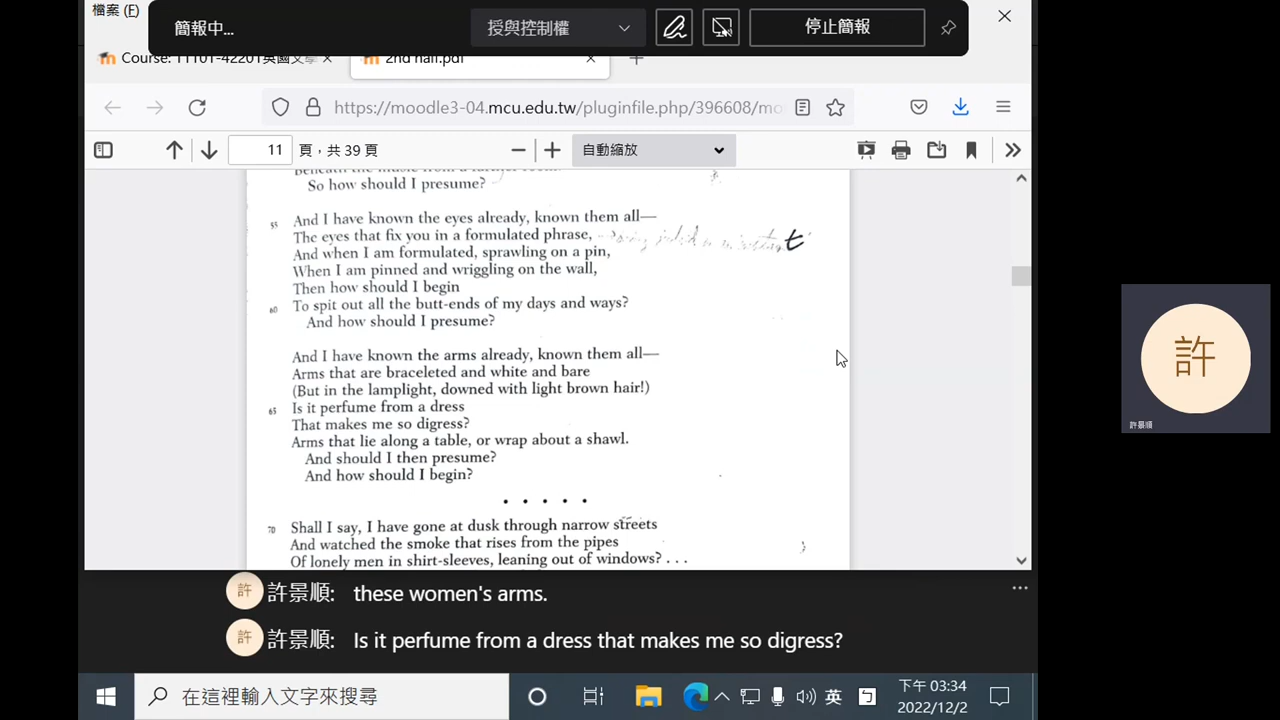 檔案 (F)
簡報中...
授與控制權
停止簡報
Course: 11101-42201英國文學
2nd half.pdf
https://moodle3-04.mcu.edu.tw/pluginfile.php/396608/mo
11 頁，共 39 頁
自動縮放
So how should I presume?
55 And I have known the eyes already, known them all—
The eyes that fix you in a formulated phrase,
And when I am formulated, sprawling on a pin,
When I am pinned and wriggling on the wall,
Then how should I begin
60 To spit out all the butt-ends of my days and ways?
And how should I presume?
And I have known the arms already, known them all—
Arms that are braceleted and white and bare
(But in the lamplight, downed with light brown hair!)
65 Is it perfume from a dress
That makes me so digress?
Arms that lie along a table, or wrap about a shawl.
And should I then presume?
And how should I begin?
. . . . .
70 Shall I say, I have gone at dusk through narrow streets
And watched the smoke that rises from the pipes
Of lonely men in shirt-sleeves, leaning out of windows? . . .
許
許景順
許 許景順: these women's arms.
許 許景順: Is it perfume from a dress that makes me so digress?
在這裡輸入文字來搜尋
英
下午 03:34
2022/12/2